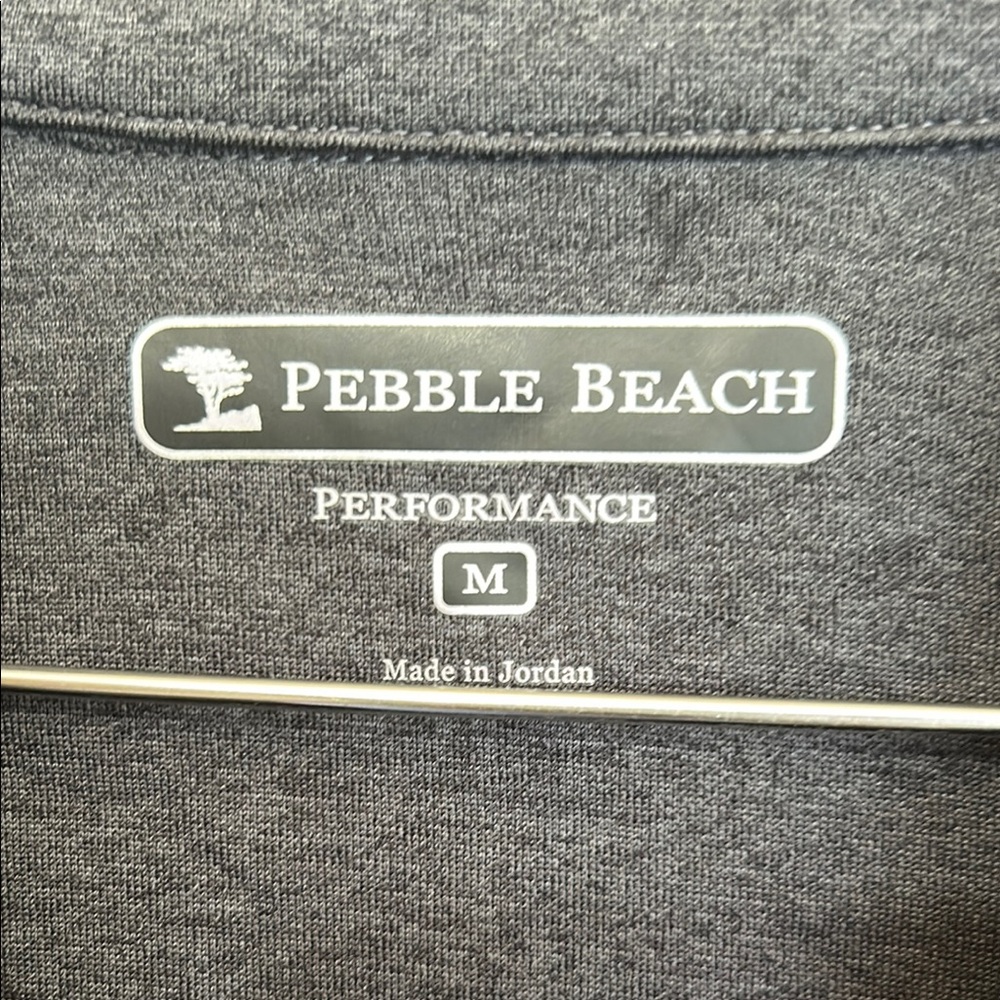 PEBBLE BEACH
PERFORMANCE
M
Made in Jordan